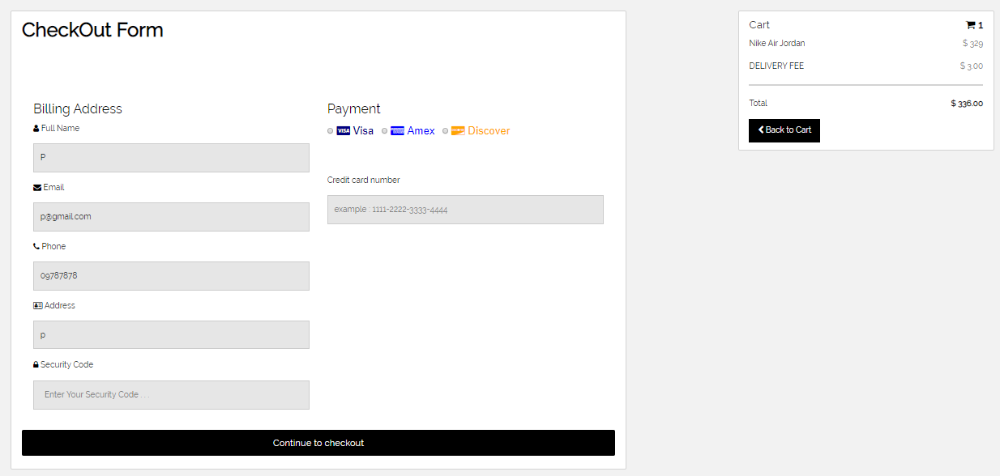 CheckOut Form
Billing Address
Full Name
P
Email
p@gmail.com
Phone
09787878
Address
p
Security Code
Enter Your Security Code . . .
Payment
VISA Visa Amex Discover
Credit card number
example : 1111-2222-3333-4444
Continue to checkout
Cart 1
Nike Air Jordan $ 329
DELIVERY FEE $ 3.00
Total $ 336.00
Back to Cart